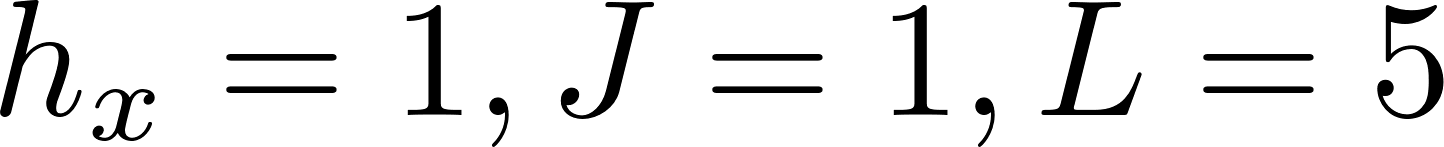 h_x = 1, J = 1, L = 5